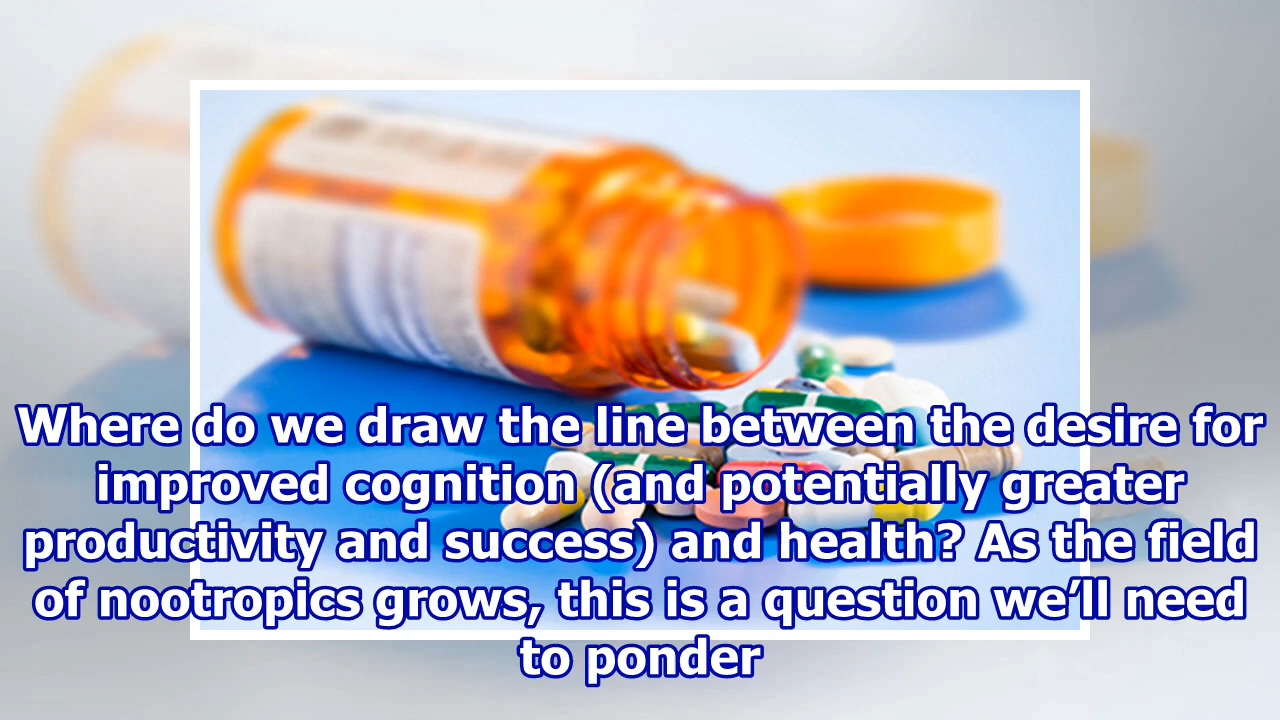 Where do we draw the line between the desire for
improved cognition (and potentially greater
productivity and success) and health? As the field
of nootropics grows, this is a question we’ll need
to ponder